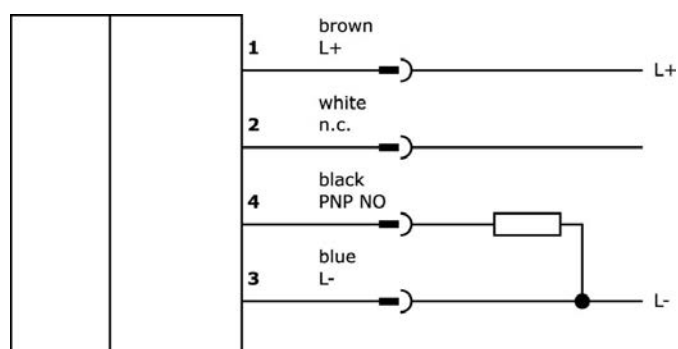 brown
1 L+
L+
white
2 n.c.
black
4 PNP NO
blue
3 L-
L-